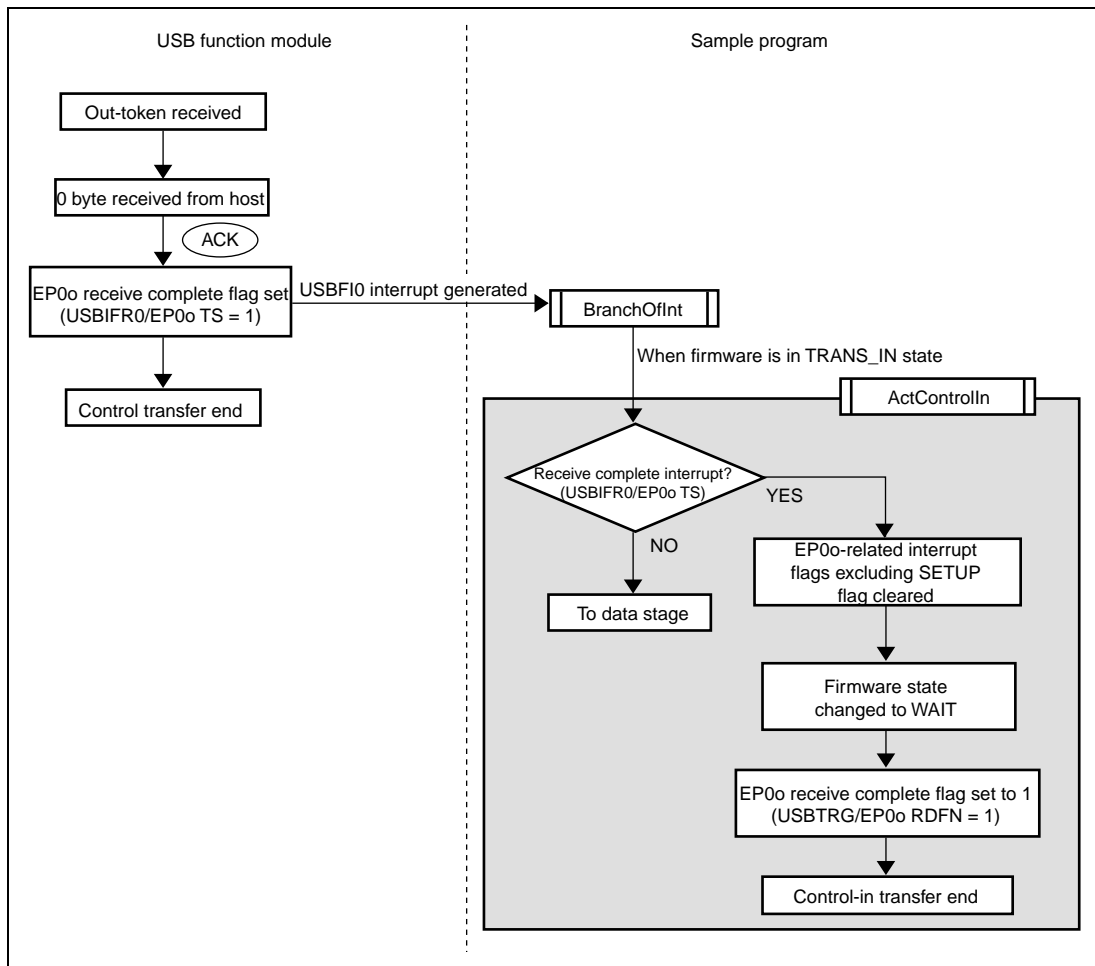 USB function module
Sample program
Out-token received
0 byte received from host
ACK
EP0o receive complete flag set
(USBIFR0/EP0o TS = 1)
USBFI0 interrupt generated
Control transfer end
BranchOfInt
When firmware is in TRANS_IN state
ActControlIn
Receive complete interrupt?
(USBIFR0/EP0o TS)
YES
NO
To data stage
EP0o-related interrupt
flags excluding SETUP
flag cleared
Firmware state
changed to WAIT
EP0o receive complete flag set to 1
(USBTRG/EP0o RDFN = 1)
Control-in transfer end